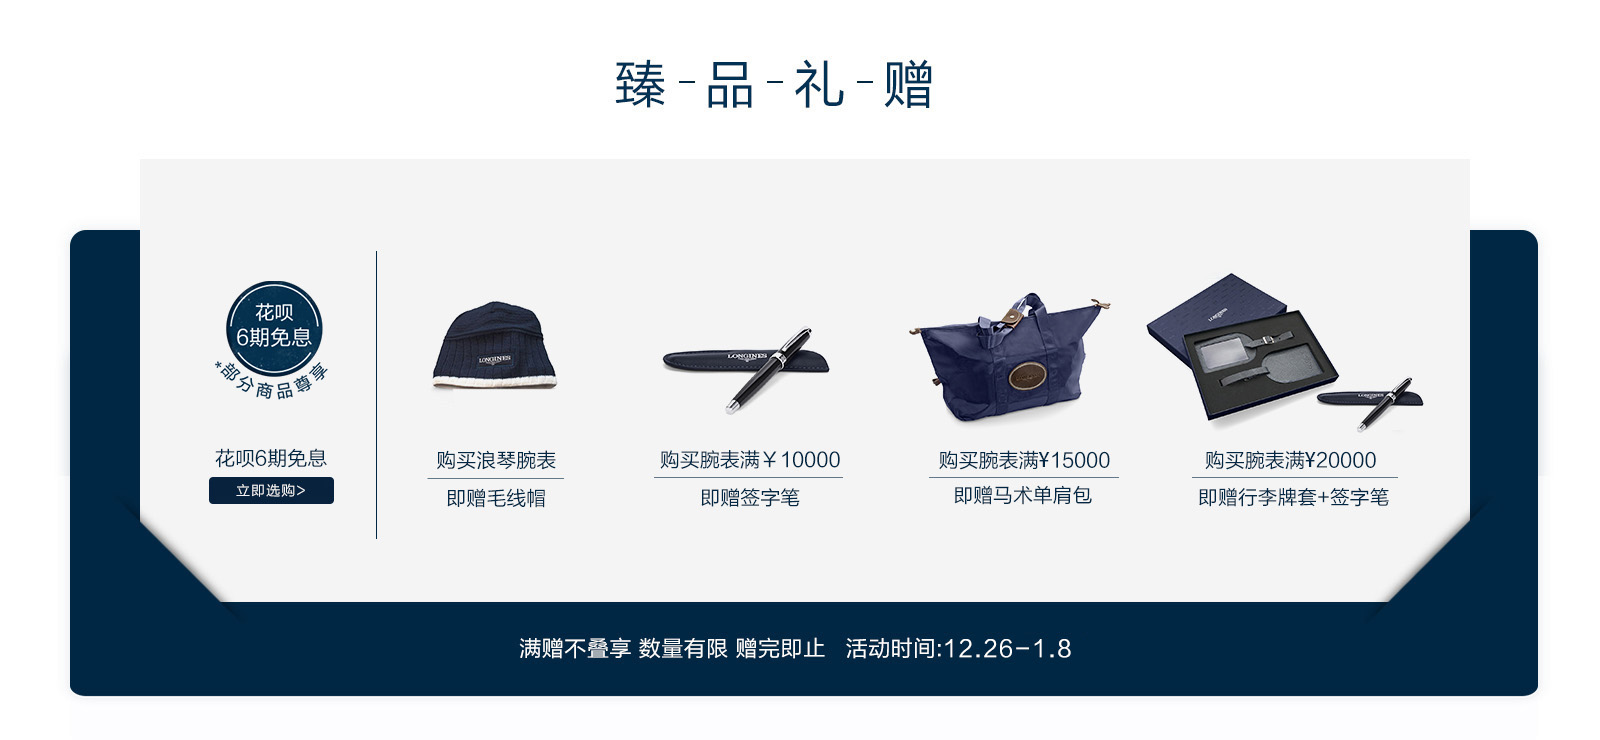 臻-品-礼-赠
花呗
6期免息
*部分商品尊享
花呗6期免息
立即选购>
LONGINES
购买浪琴腕表
即赠毛线帽
LONGINES
购买腕表满￥10000
即赠签字笔
购买腕表满¥15000
即赠马术单肩包
LONGINES
LONGINES
购买腕表满¥20000
即赠行李牌套+签字笔
满赠不叠享 数量有限 赠完即止 活动时间:12.26-1.8